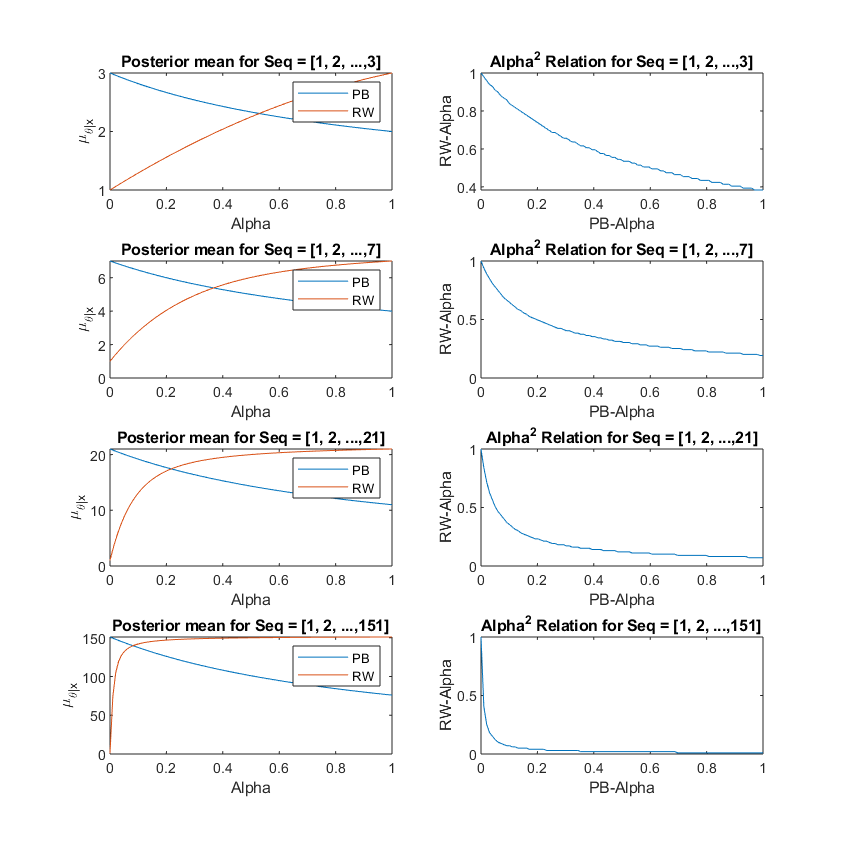 Posterior mean for Seq = [1, 2, ...,3]
3
2
1
μθ|x
PB
RW
0 0.2 0.4 0.6 0.8 1
Alpha
Alpha² Relation for Seq = [1, 2, ...,3]
1
0.8
0.6
0.4
RW-Alpha
0 0.2 0.4 0.6 0.8 1
PB-Alpha
Posterior mean for Seq = [1, 2, ...,7]
6
4
2
0
μθ|x
PB
RW
0 0.2 0.4 0.6 0.8 1
Alpha
Alpha² Relation for Seq = [1, 2, ...,7]
1
0.5
0
RW-Alpha
0 0.2 0.4 0.6 0.8 1
PB-Alpha
Posterior mean for Seq = [1, 2, ...,21]
20
10
0
μθ|x
PB
RW
0 0.2 0.4 0.6 0.8 1
Alpha
Alpha² Relation for Seq = [1, 2, ...,21]
1
0.5
0
RW-Alpha
0 0.2 0.4 0.6 0.8 1
PB-Alpha
Posterior mean for Seq = [1, 2, ...,151]
150
100
50
0
μθ|x
PB
RW
0 0.2 0.4 0.6 0.8 1
Alpha
Alpha² Relation for Seq = [1, 2, ...,151]
1
0.5
0
RW-Alpha
0 0.2 0.4 0.6 0.8 1
PB-Alpha